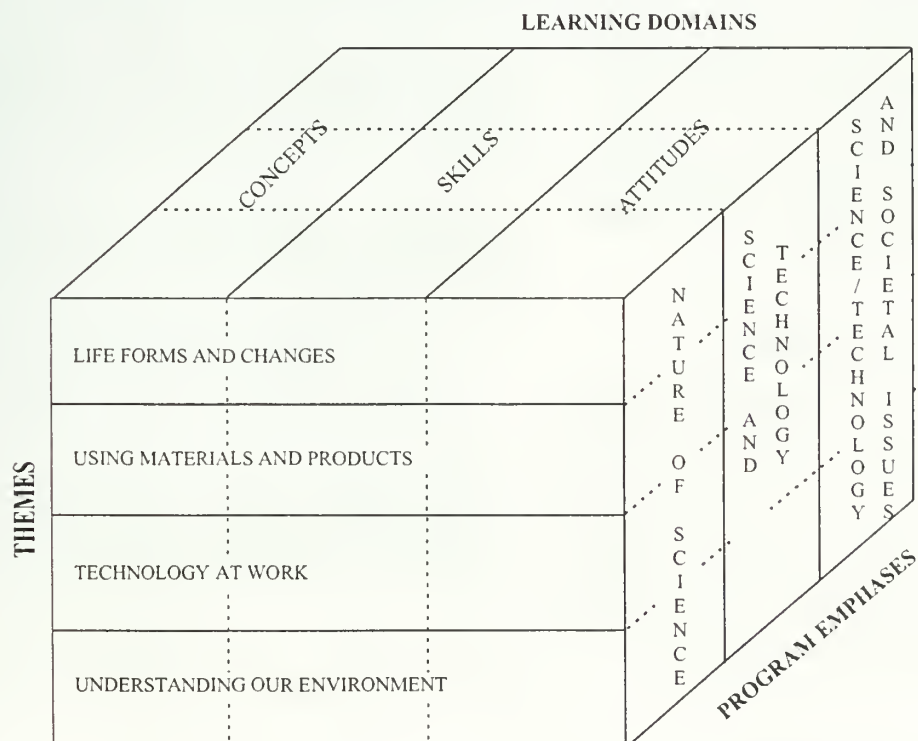 LEARNING DOMAINS
CONCEPTS
SKILLS
ATTITUDES
LIFE FORMS AND CHANGES
USING MATERIALS AND PRODUCTS
TECHNOLOGY AT WORK
UNDERSTANDING OUR ENVIRONMENT
THEMES
NATURE OF SCIENCE
SCIENCE AND
TECHNOLOGY
SCIENCE/TECHNOLOGY
AND SOCIETAL ISSUES
PROGRAM EMPHASES